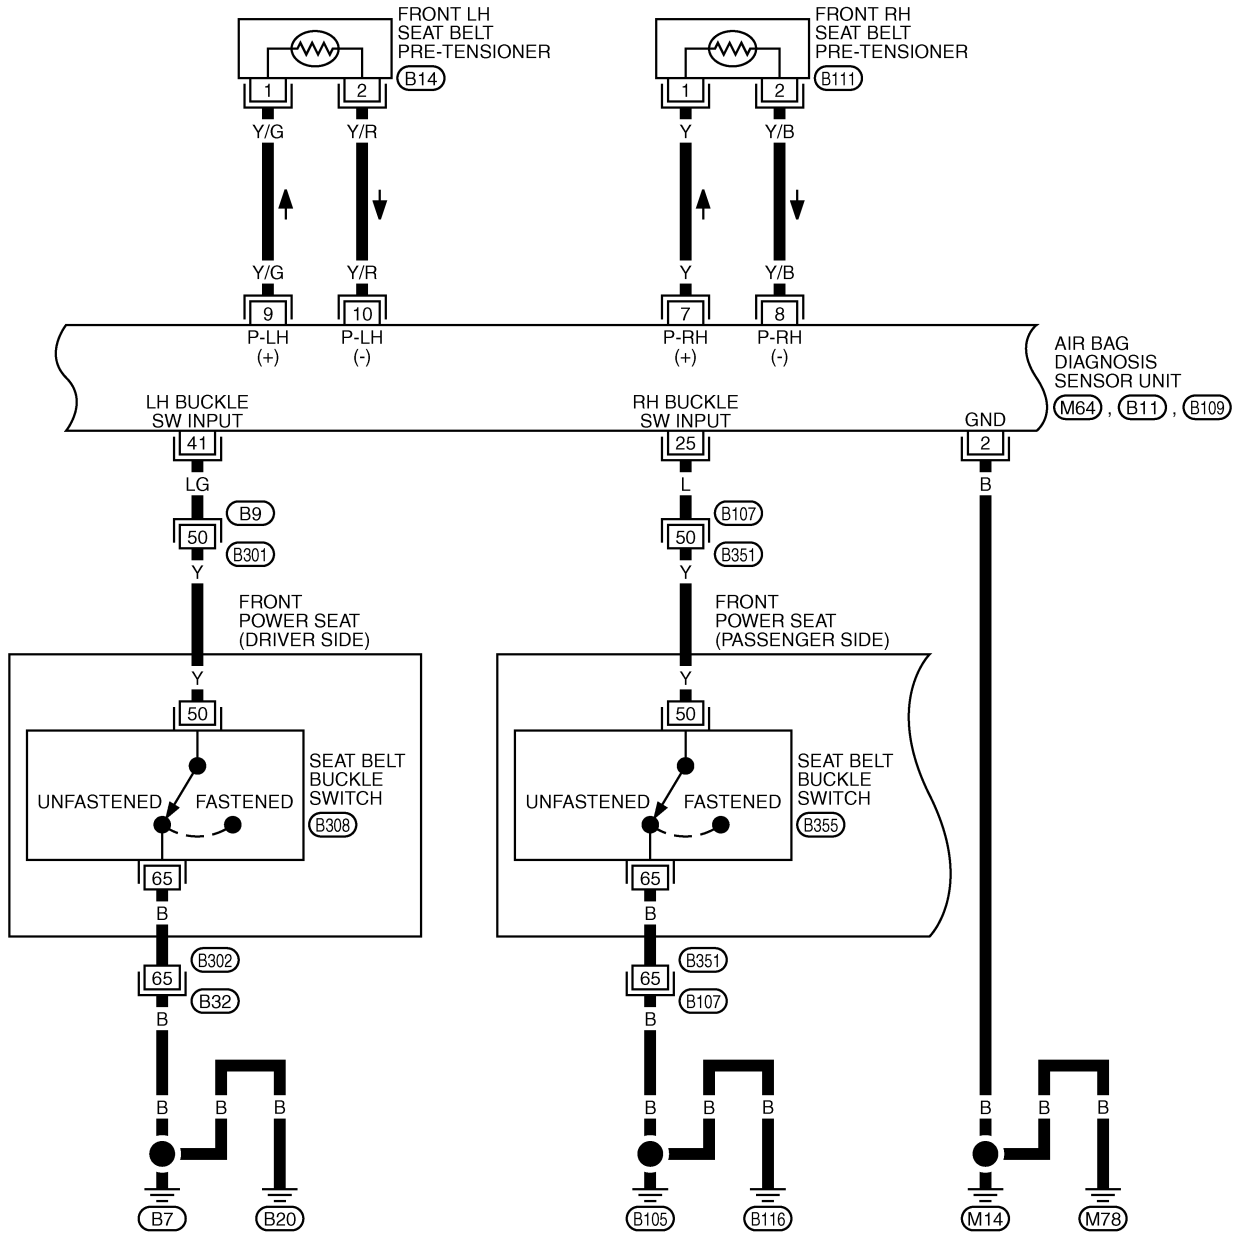 FRONT LH
SEAT BELT
PRE-TENSIONER
B14
FRONT RH
SEAT BELT
PRE-TENSIONER
B111
1
2
1
2
Y/G
Y/R
Y
Y/B
Y/G
Y/R
Y
Y/B
9
10
7
8
P-LH
(+)
P-LH
(-)
P-RH
(+)
P-RH
(-)
AIR BAG
DIAGNOSIS
SENSOR UNIT
M64 , B11 , B109
LH BUCKLE
SW INPUT
RH BUCKLE
SW INPUT
GND
41
25
2
LG
L
B
B9
50
B301
B107
50
B351
Y
Y
FRONT
POWER SEAT
(DRIVER SIDE)
FRONT
POWER SEAT
(PASSENGER SIDE)
Y
Y
50
50
SEAT BELT
BUCKLE
SWITCH
B308
UNFASTENED
FASTENED
SEAT BELT
BUCKLE
SWITCH
B355
UNFASTENED
FASTENED
65
65
B
B
B302
65
B32
B351
65
B107
B
B
B
B
B
B
B
B
B
B
B
B7
B20
B105
B116
M14
M78